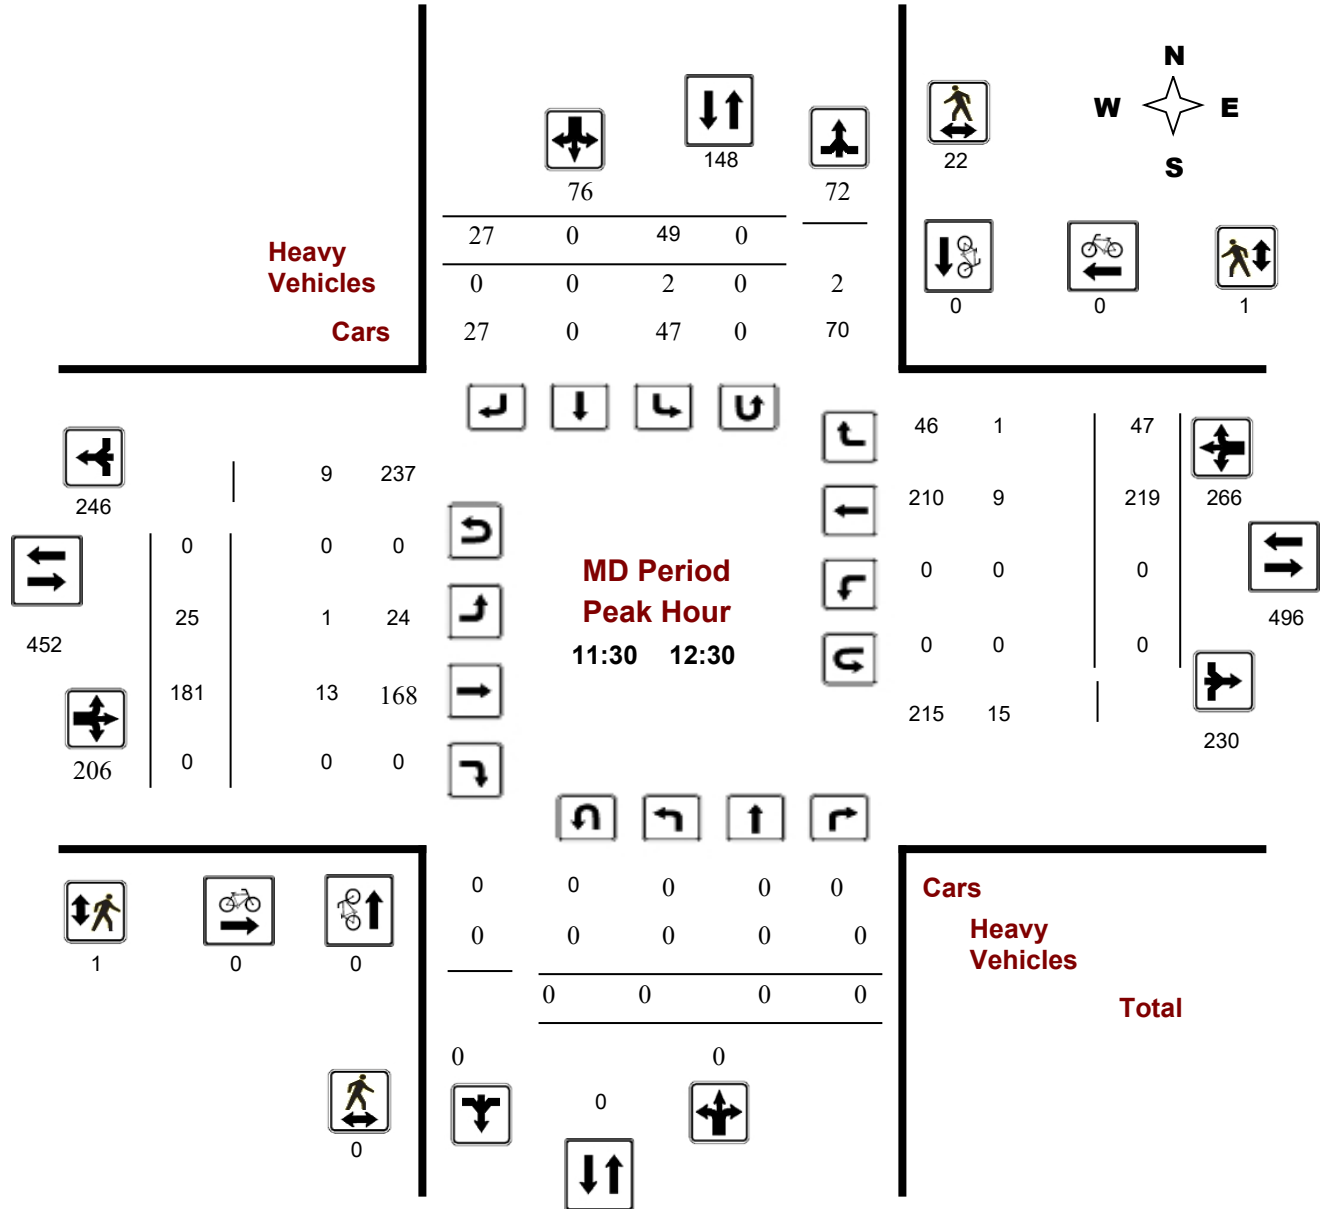 N
W E
S
148
22
76 72
27 0 49 0
Heavy
Vehicles 0 0 2 0 2
0 0 1
Cars 27 0 47 0 70
46 1 47
9 237
246
210 9 219 266
0 0 0
MD Period
0 0 0
25 1 24
Peak Hour
496
452
11:30 12:30
0 0 0
181 13 168
215 15
230
206 0 0 0
0 0 0 0 0
Cars
0 0 0 0 0
Heavy
Vehicles
1 0 0
0 0 0 0
Total
0 0
0
0